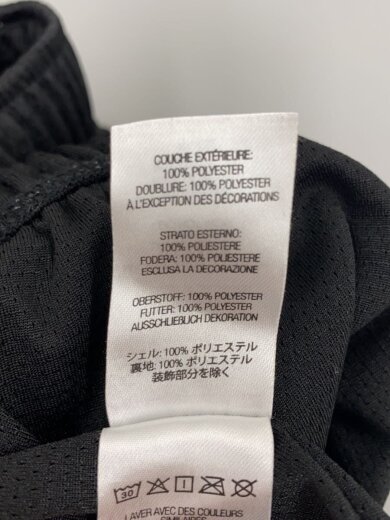 COUCHE EXTÉRIEURE:
100% POLYESTER
DOUBLURE: 100% POLYESTER
À L'EXCEPTION DES DÉCORATIONS
STRATO ESTERNO:
100% POLIESTERE
FODERA: 100% POLIESTERE
ESCLUSA LA DECORAZIONE
OBERSTOFF: 100% POLYESTER
FUTTER: 100% POLYESTER
AUSSCHLIEßLICH DEKORATION
シェル: 100% ポリエステル
裏地: 100% ポリエステル
装飾部分を除く
30
LAVER AVEC DES COULEURS